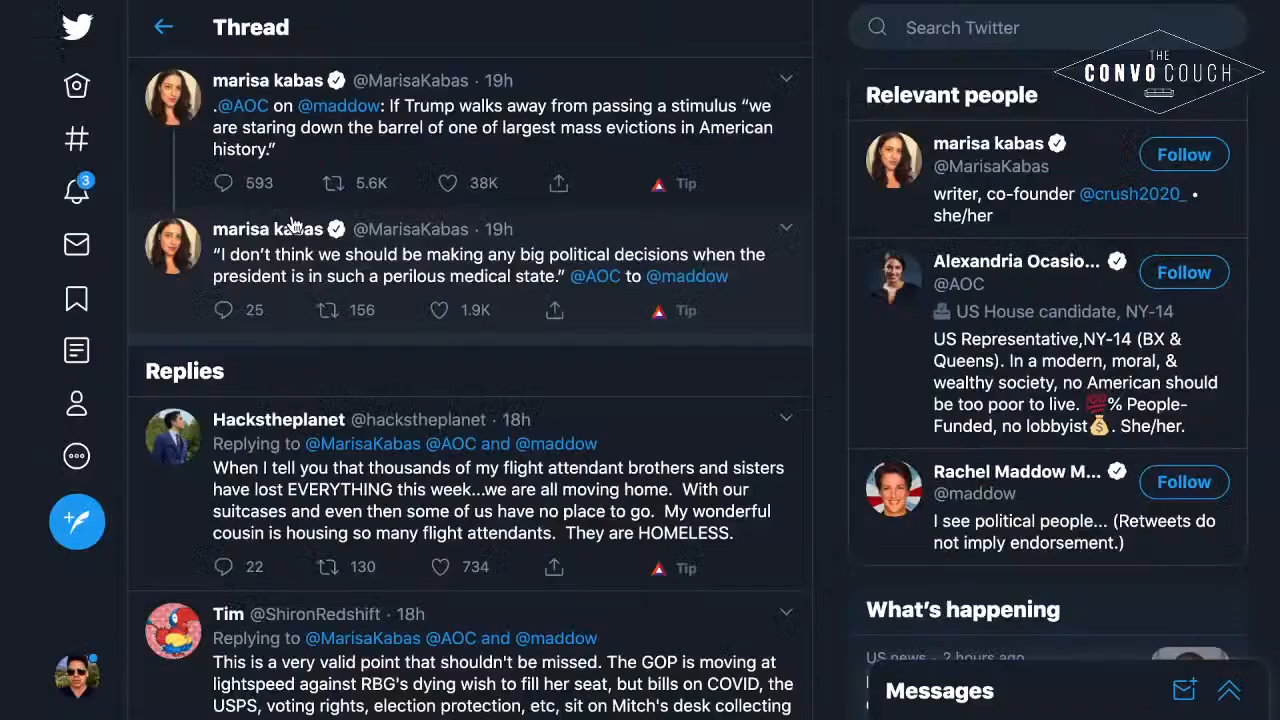 Thread
marisa kabas @MarisaKabas · 19h
.@AOC on @maddow: If Trump walks away from passing a stimulus “we
are staring down the barrel of one of largest mass evictions in American
history.”
593 5.6K 38K Tip
marisa kabas @MarisaKabas · 19h
“I don’t think we should be making any big political decisions when the
president is in such a perilous medical state.” @AOC to @maddow
25 156 1.9K Tip
Replies
Hackstheplanet @hackstheplanet · 18h
Replying to @MarisaKabas @AOC and @maddow
When I tell you that thousands of my flight attendant brothers and sisters
have lost EVERYTHING this week...we are all moving home. With our
suitcases and even then some of us have no place to go. My wonderful
cousin is housing so many flight attendants. They are HOMELESS.
22 130 734 Tip
Tim @ShironRedshift · 18h
Replying to @MarisaKabas @AOC and @maddow
This is a very valid point that shouldn't be missed. The GOP is moving at
lightspeed against RBG's dying wish to fill her seat, but bills on COVID, the
USPS, voting rights, election protection, etc, sit on Mitch's desk collecting
3
Search Twitter
THE
CONVO COUCH
Relevant people
marisa kabas
@MarisaKabas
Follow
writer, co-founder @crush2020_ •
she/her
Alexandria Ocasio...
@AOC
Follow
US House candidate, NY-14
US Representative,NY-14 (BX &
Queens). In a modern, moral, &
wealthy society, no American should
be too poor to live. 💯% People-
Funded, no lobbyist💰. She/her.
Rachel Maddow M...
@maddow
Follow
I see political people... (Retweets do
not imply endorsement.)
What’s happening
US news · 2 hours ago
Messages